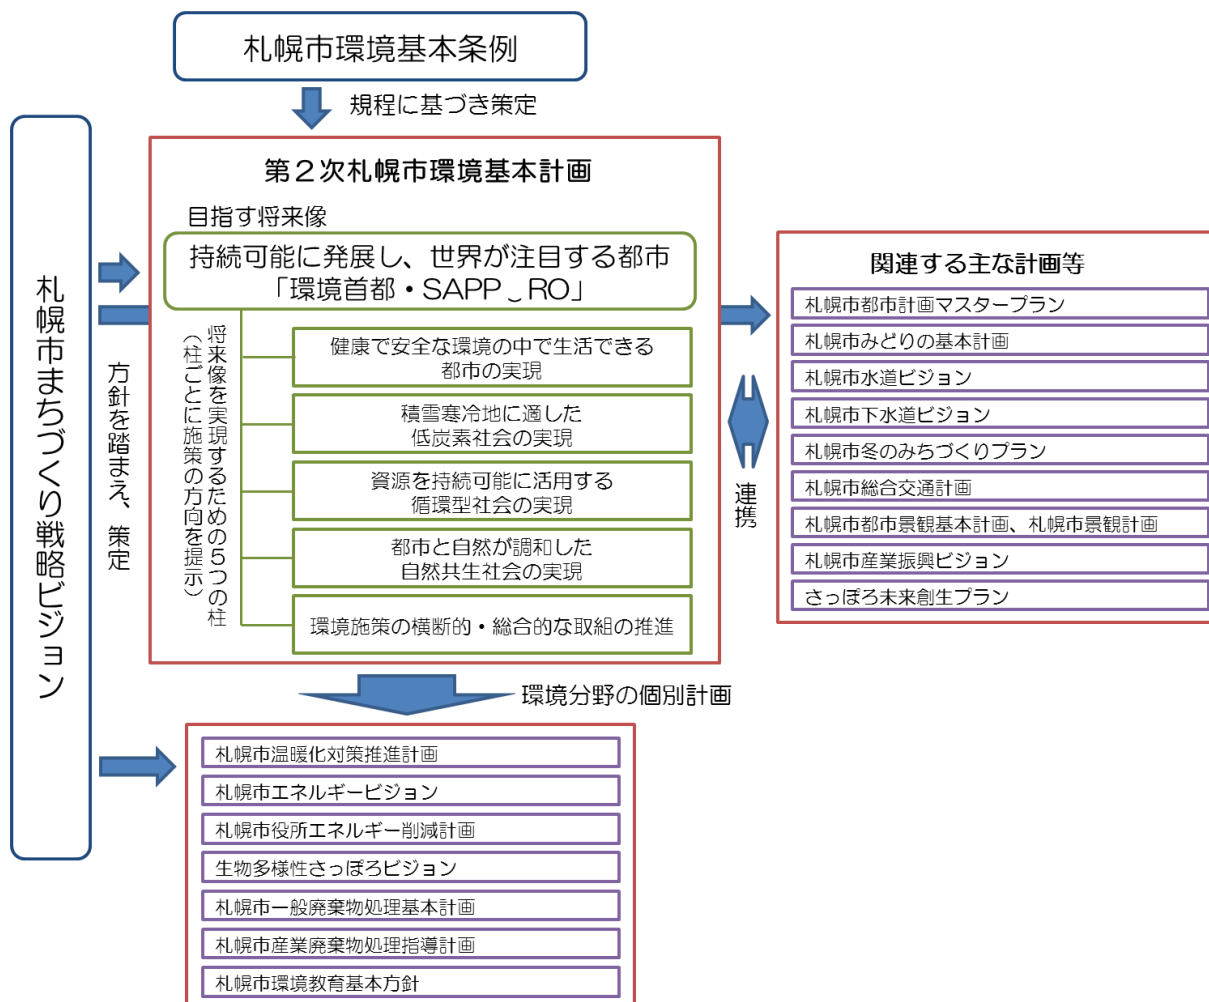 札幌市環境基本条例
規程に基づき策定
札幌市まちづくり戦略ビジョン
方針を踏まえ、策定
第2次札幌市環境基本計画
目指す将来像
持続可能に発展し、世界が注目する都市
「環境首都・SAPP‿RO」
将来像を実現するための5つの柱
（柱ごとに施策の方向を提示）
健康で安全な環境の中で生活できる
都市の実現
積雪寒冷地に適した
低炭素社会の実現
資源を持続可能に活用する
循環型社会の実現
都市と自然が調和した
自然共生社会の実現
環境施策の横断的・総合的な取組の推進
連携
関連する主な計画等
札幌市都市計画マスタープラン
札幌市みどりの基本計画
札幌市水道ビジョン
札幌市下水道ビジョン
札幌市冬のみちづくりプラン
札幌市総合交通計画
札幌市都市景観基本計画、札幌市景観計画
札幌市産業振興ビジョン
さっぽろ未来創生プラン
環境分野の個別計画
札幌市温暖化対策推進計画
札幌市エネルギービジョン
札幌市役所エネルギー削減計画
生物多様性さっぽろビジョン
札幌市一般廃棄物処理基本計画
札幌市産業廃棄物処理指導計画
札幌市環境教育基本方針